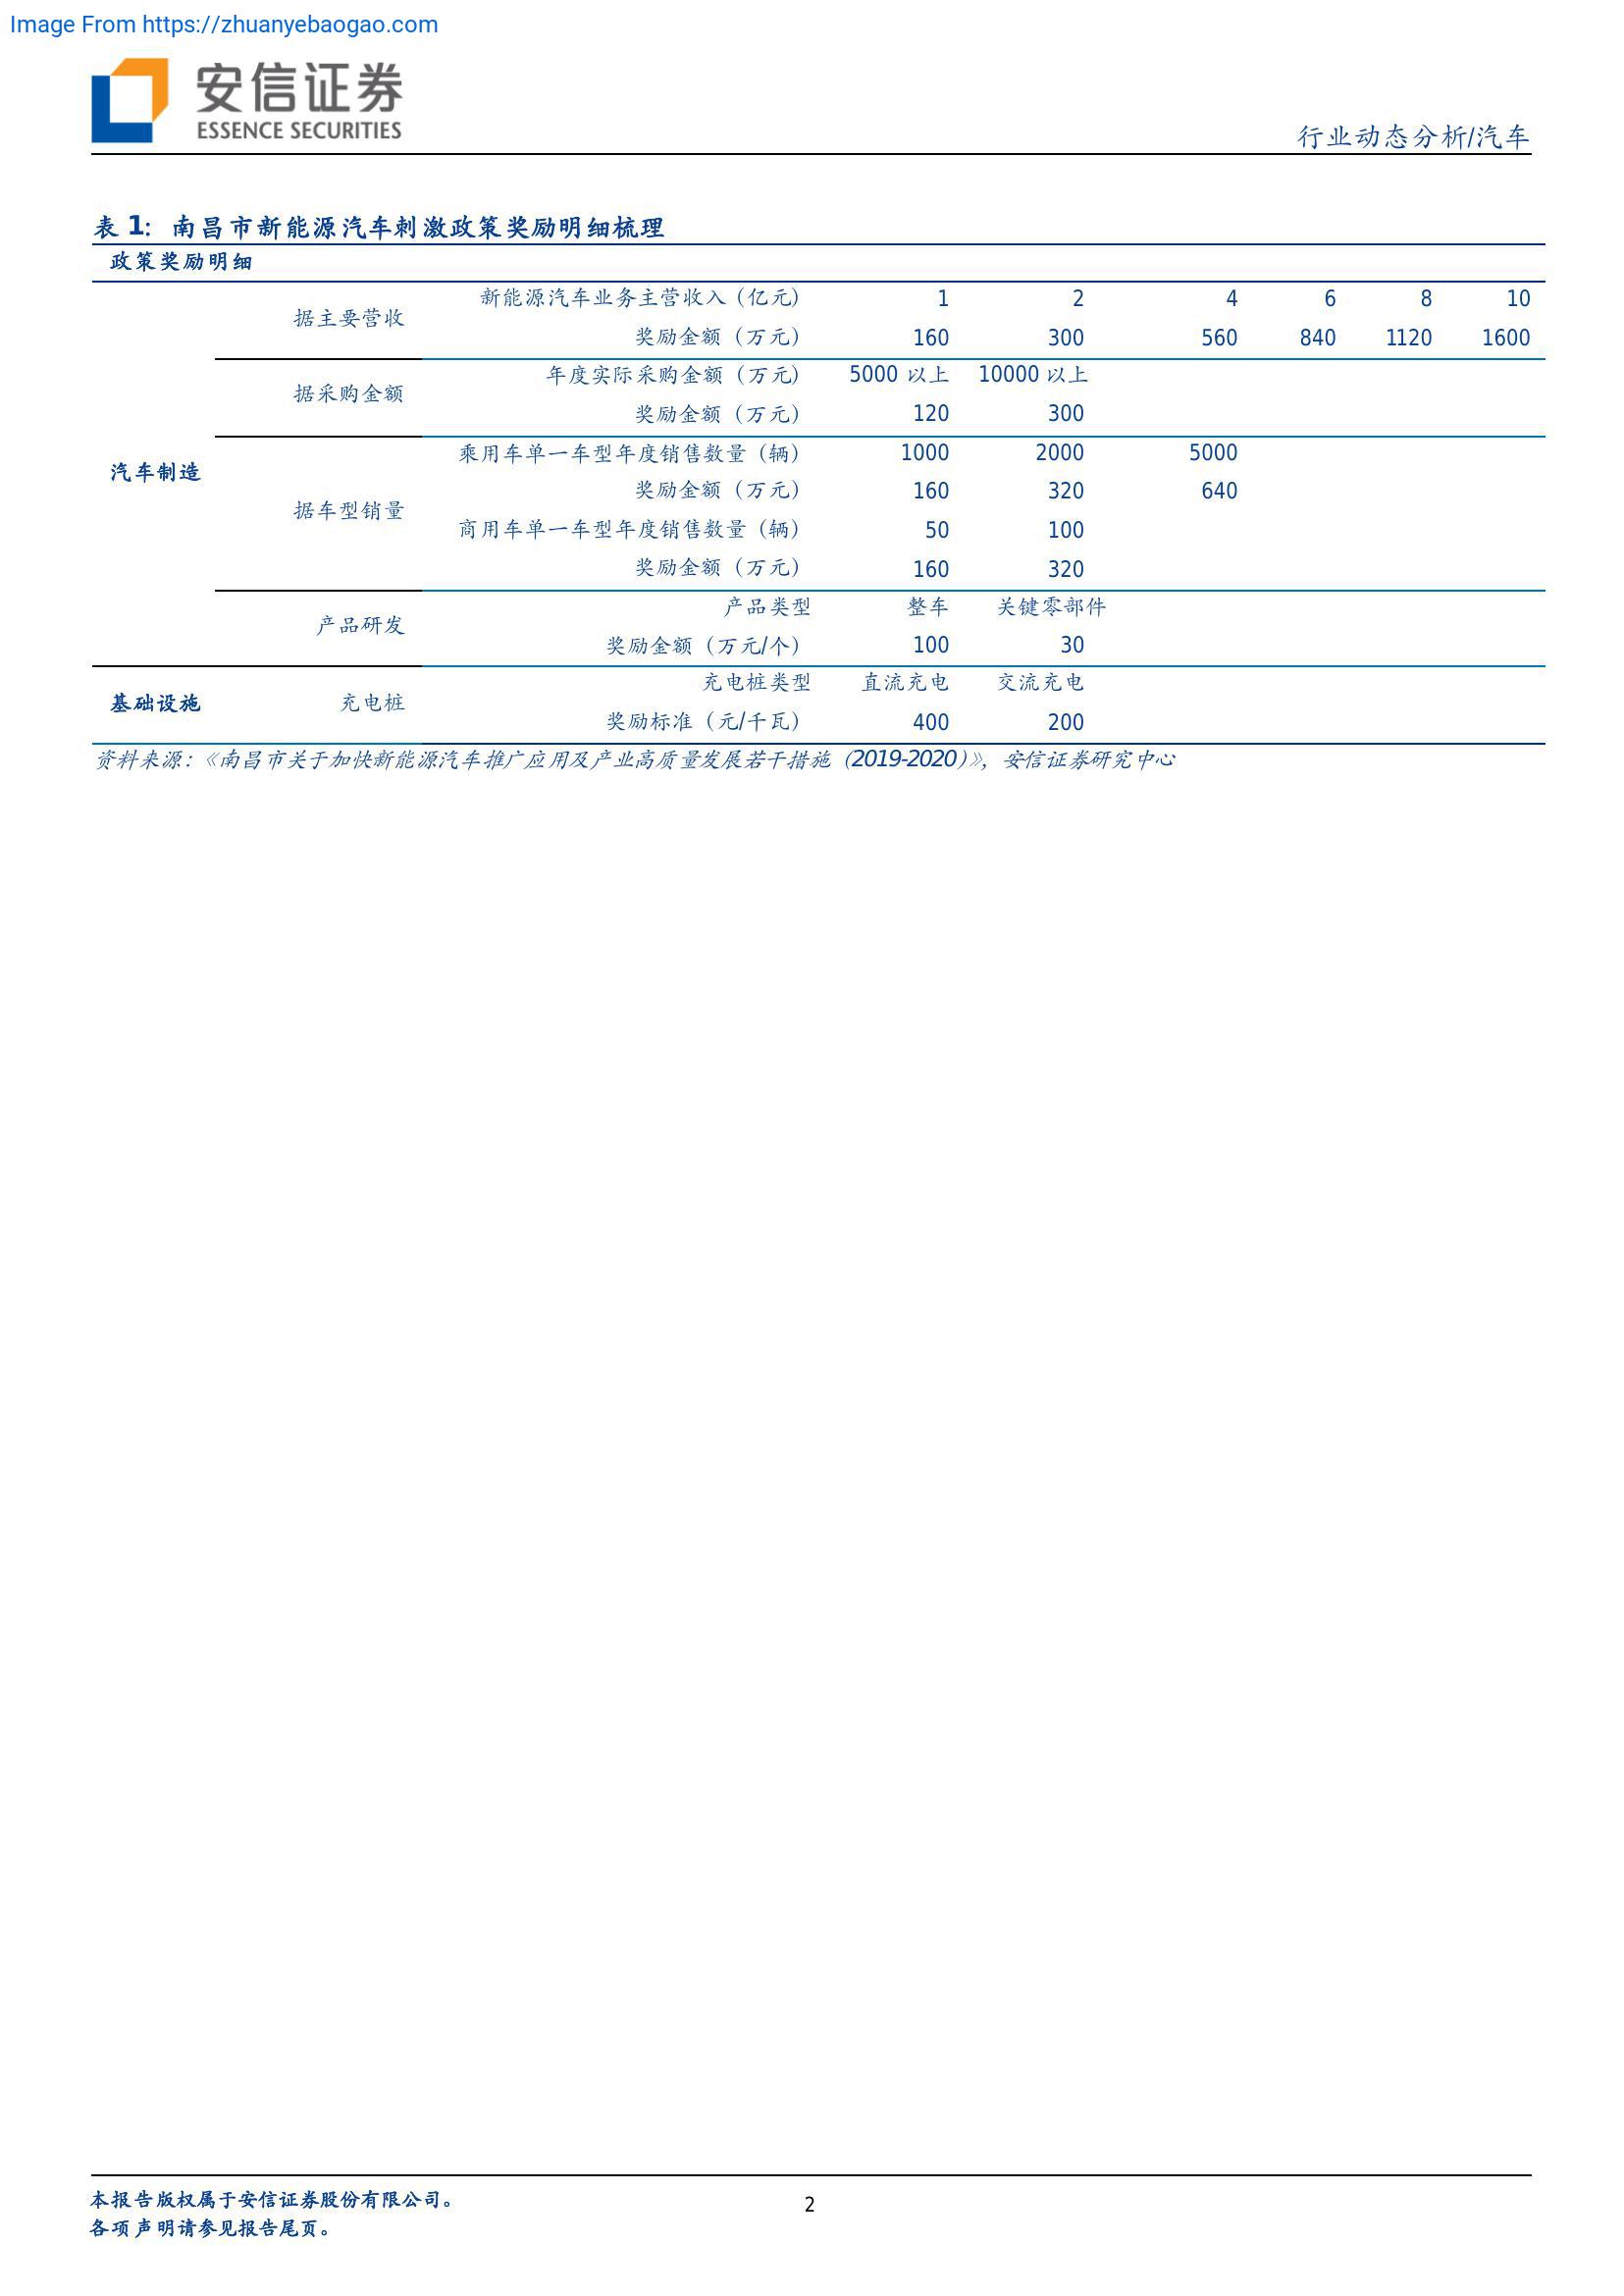 Image From https://zhuanyebaogao.com
安信证券
ESSENCE SECURITIES
行业动态分析/汽车
表 1: 南昌市新能源汽车刺激政策奖励明细梳理
政策奖励明细
汽车制造
据主要营收
新能源汽车业务主营收入（亿元） 1 2 4 6 8 10
奖励金额（万元） 160 300 560 840 1120 1600
据采购金额
年度实际采购金额（万元） 5000 以上 10000 以上
奖励金额（万元） 120 300
据车型销量
乘用车单一车型年度销售数量（辆） 1000 2000 5000
奖励金额（万元） 160 320 640
商用车单一车型年度销售数量（辆） 50 100
奖励金额（万元） 160 320
产品研发
产品类型 整车 关键零部件
奖励金额（万元/个） 100 30
基础设施
充电桩
充电桩类型 直流充电 交流充电
奖励标准（元/千瓦） 400 200
资料来源：《南昌市关于加快新能源汽车推广应用及产业高质量发展若干措施（2019-2020）》，安信证券研究中心
本报告版权属于安信证券股份有限公司。
各项声明请参见报告尾页。
2